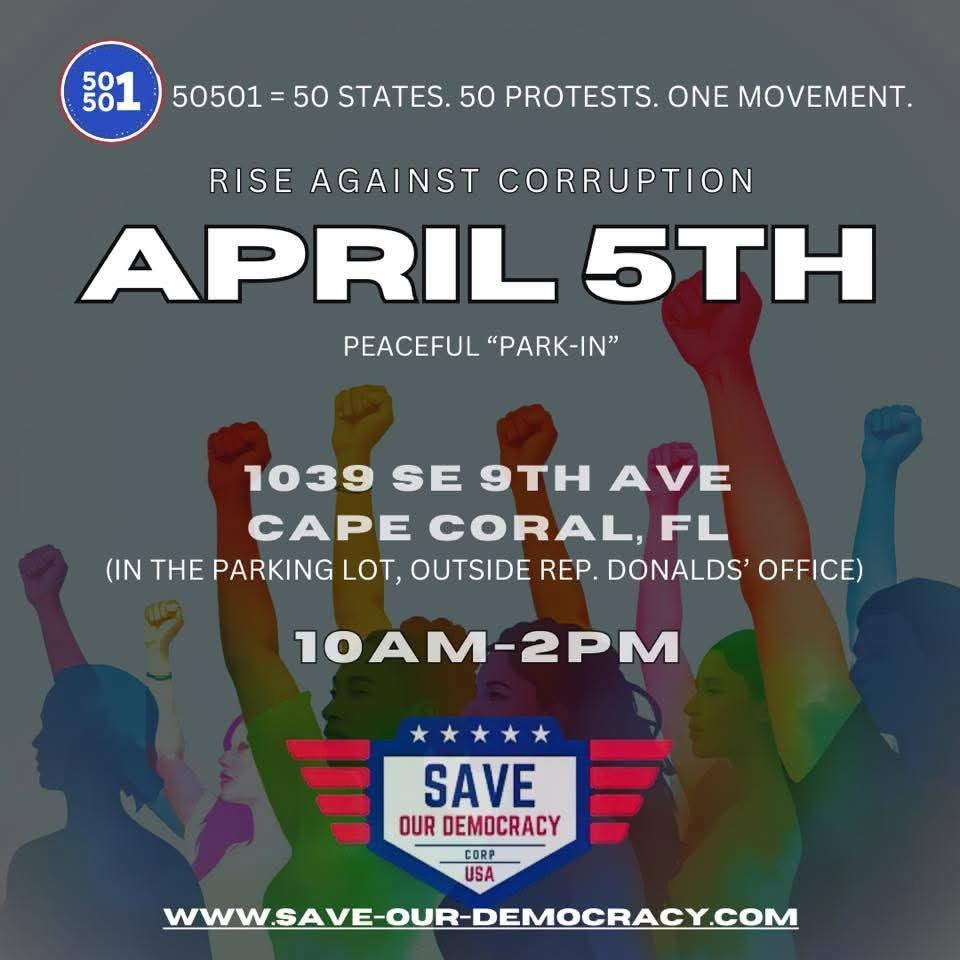 50
501
50501 = 50 STATES. 50 PROTESTS. ONE MOVEMENT.
RISE AGAINST CORRUPTION
APRIL 5TH
PEACEFUL “PARK-IN”
1039 SE 9TH AVE
CAPE CORAL, FL
(IN THE PARKING LOT, OUTSIDE REP. DONALDS’ OFFICE)
10AM-2PM
SAVE
OUR DEMOCRACY
CORP
USA
WWW.SAVE-OUR-DEMOCRACY.COM